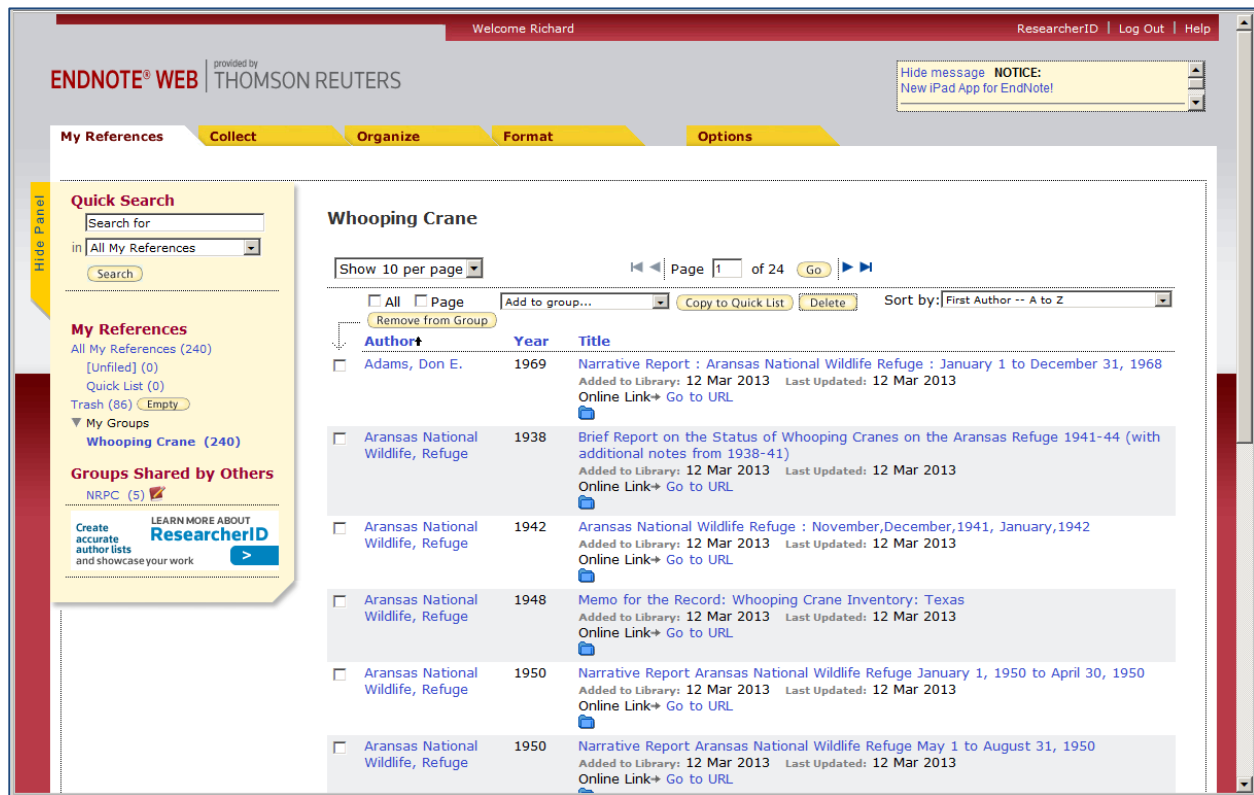 Welcome Richard
ResearcherID | Log Out | Help
ENDNOTE® WEB
provided by
THOMSON REUTERS
Hide message NOTICE:
New iPad App for EndNote!
My References
Collect
Organize
Format
Options
Hide Panel
Quick Search
Search for
in All My References
Search
My References
All My References (240)
[Unfiled] (0)
Quick List (0)
Trash (86) Empty
My Groups
Whooping Crane (240)
Groups Shared by Others
NRPC (5)
Create
accurate
author lists
and showcase your work
LEARN MORE ABOUT
ResearcherID
>
Whooping Crane
Show 10 per page
Page 1 of 24 Go
All Page Add to group... Copy to Quick List Delete Sort by: First Author -- A to Z
Remove from Group
Author Year Title
Adams, Don E. 1969 Narrative Report : Aransas National Wildlife Refuge : January 1 to December 31, 1968
Added to Library: 12 Mar 2013 Last Updated: 12 Mar 2013
Online Link→ Go to URL
Aransas National 1938 Brief Report on the Status of Whooping Cranes on the Aransas Refuge 1941-44 (with
Wildlife, Refuge additional notes from 1938-41)
Added to Library: 12 Mar 2013 Last Updated: 12 Mar 2013
Online Link→ Go to URL
Aransas National 1942 Aransas National Wildlife Refuge : November,December,1941, January,1942
Wildlife, Refuge Added to Library: 12 Mar 2013 Last Updated: 12 Mar 2013
Online Link→ Go to URL
Aransas National 1948 Memo for the Record: Whooping Crane Inventory: Texas
Wildlife, Refuge Added to Library: 12 Mar 2013 Last Updated: 12 Mar 2013
Online Link→ Go to URL
Aransas National 1950 Narrative Report Aransas National Wildlife Refuge January 1, 1950 to April 30, 1950
Wildlife, Refuge Added to Library: 12 Mar 2013 Last Updated: 12 Mar 2013
Online Link→ Go to URL
Aransas National 1950 Narrative Report Aransas National Wildlife Refuge May 1 to August 31, 1950
Wildlife, Refuge Added to Library: 12 Mar 2013 Last Updated: 12 Mar 2013
Online Link→ Go to URL